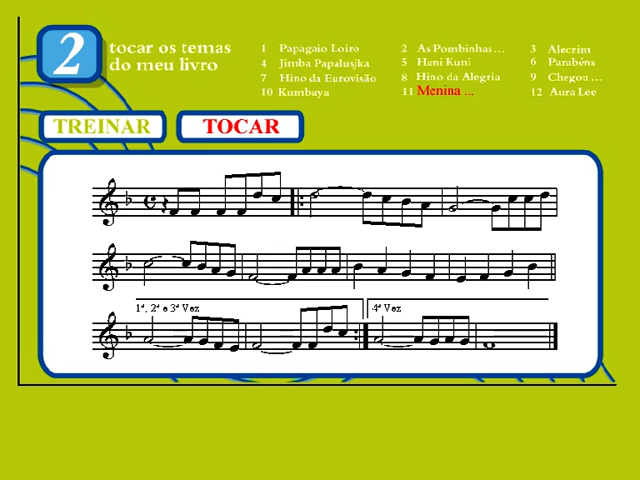 2
tocar os temas
do meu livro
1 Papagaio Loiro
2 As Pombinhas ...
3 Alecrim
4 Jimba Papalusjka
5 Hani Kuni
6 Parabéns
7 Hino da Eurovisão
8 Hino da Alegria
9 Chegou ...
10 Kumbaya
11 Menina ...
12 Aura Lee
TREINAR
TOCAR
1ª, 2ª e 3ª Vez
4ª Vez